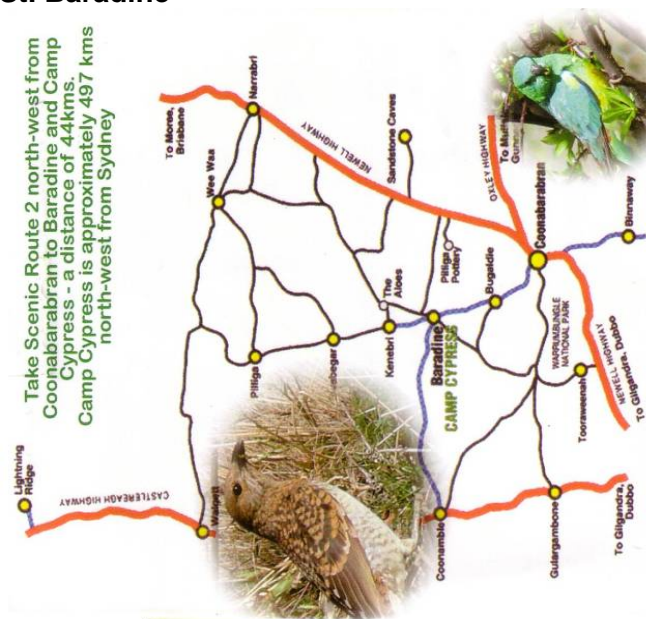 Take Scenic Route 2 north-west from
Coonabarabran to Baradine and Camp
Cypress - a distance of 44kms.
Camp Cypress is approximately 497 kms
north-west from Sydney
Lightning
Ridge
CASTLEREAGH HIGHWAY
To Moree,
Brisbane
Narrabri
Wee Waa
NEWELL HIGHWAY
Sandstone Caves
Pilliga
The
Aloes
Kenebri
Pilliga
Pottery
Baradine
CAMP CYPRESS
Bugaldie
OXLEY HIGHWAY
Coonabarabran
Binnaway
WARRUMBUNGLE
NATIONAL PARK
Tooraweenah
NEWELL HIGHWAY
To Gilgandra, Dubbo
Coonamble
Gulargambone
To Gilgandra,
Dubbo